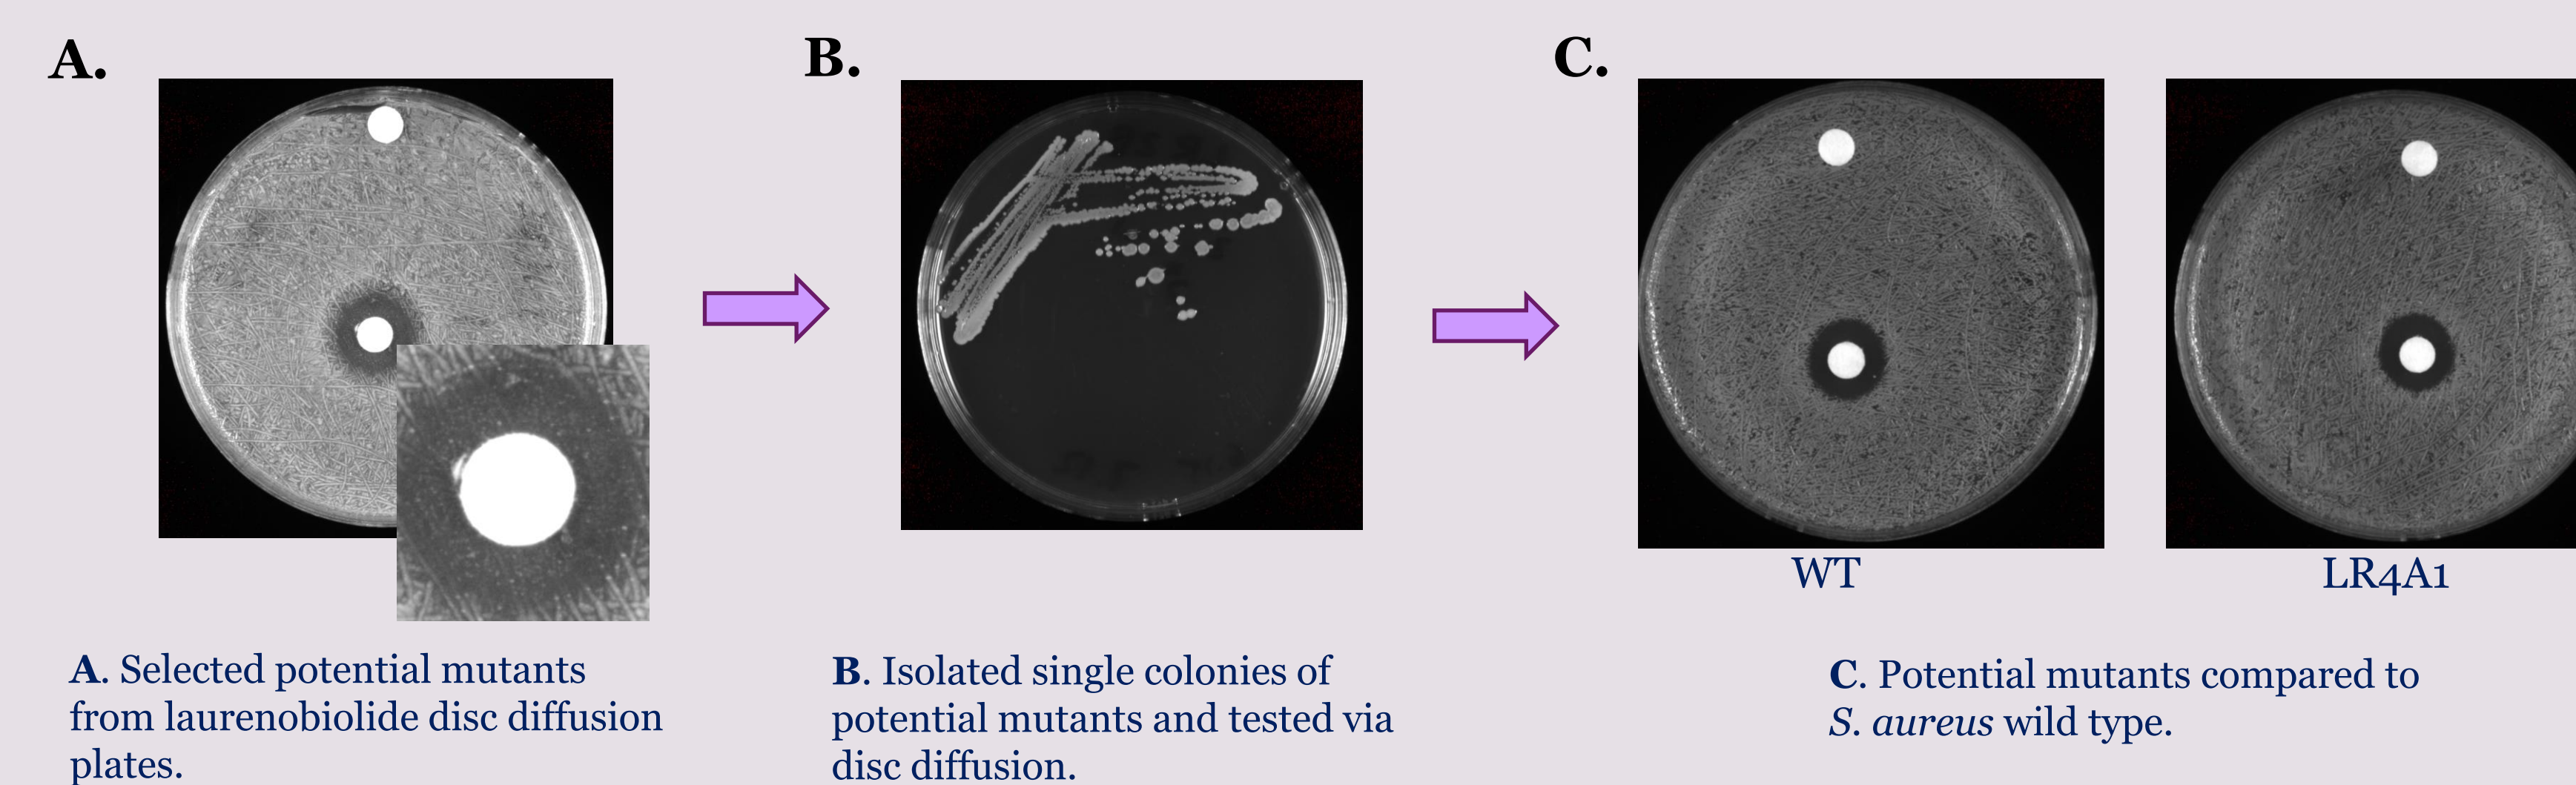 A.
B.
C.
WT
LR4A1
A. Selected potential mutants
from laurenobiolide disc diffusion
plates.
B. Isolated single colonies of
potential mutants and tested via
disc diffusion.
C. Potential mutants compared to
S. aureus wild type.